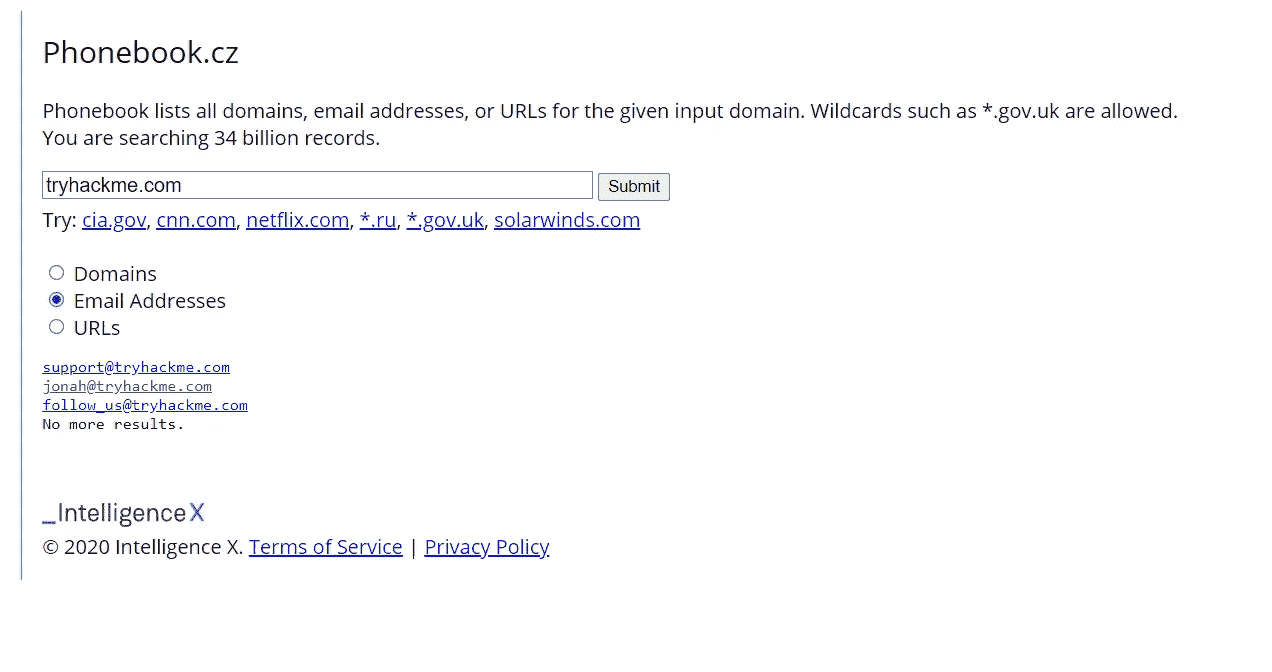 Phonebook.cz
Phonebook lists all domains, email addresses, or URLs for the given input domain. Wildcards such as *.gov.uk are allowed.
You are searching 34 billion records.
tryhackme.com Submit
Try: cia.gov, cnn.com, netflix.com, *.ru, *.gov.uk, solarwinds.com
Domains
Email Addresses
URLs
support@tryhackme.com
jonah@tryhackme.com
follow_us@tryhackme.com
No more results.
_IntelligenceX
© 2020 Intelligence X. Terms of Service | Privacy Policy